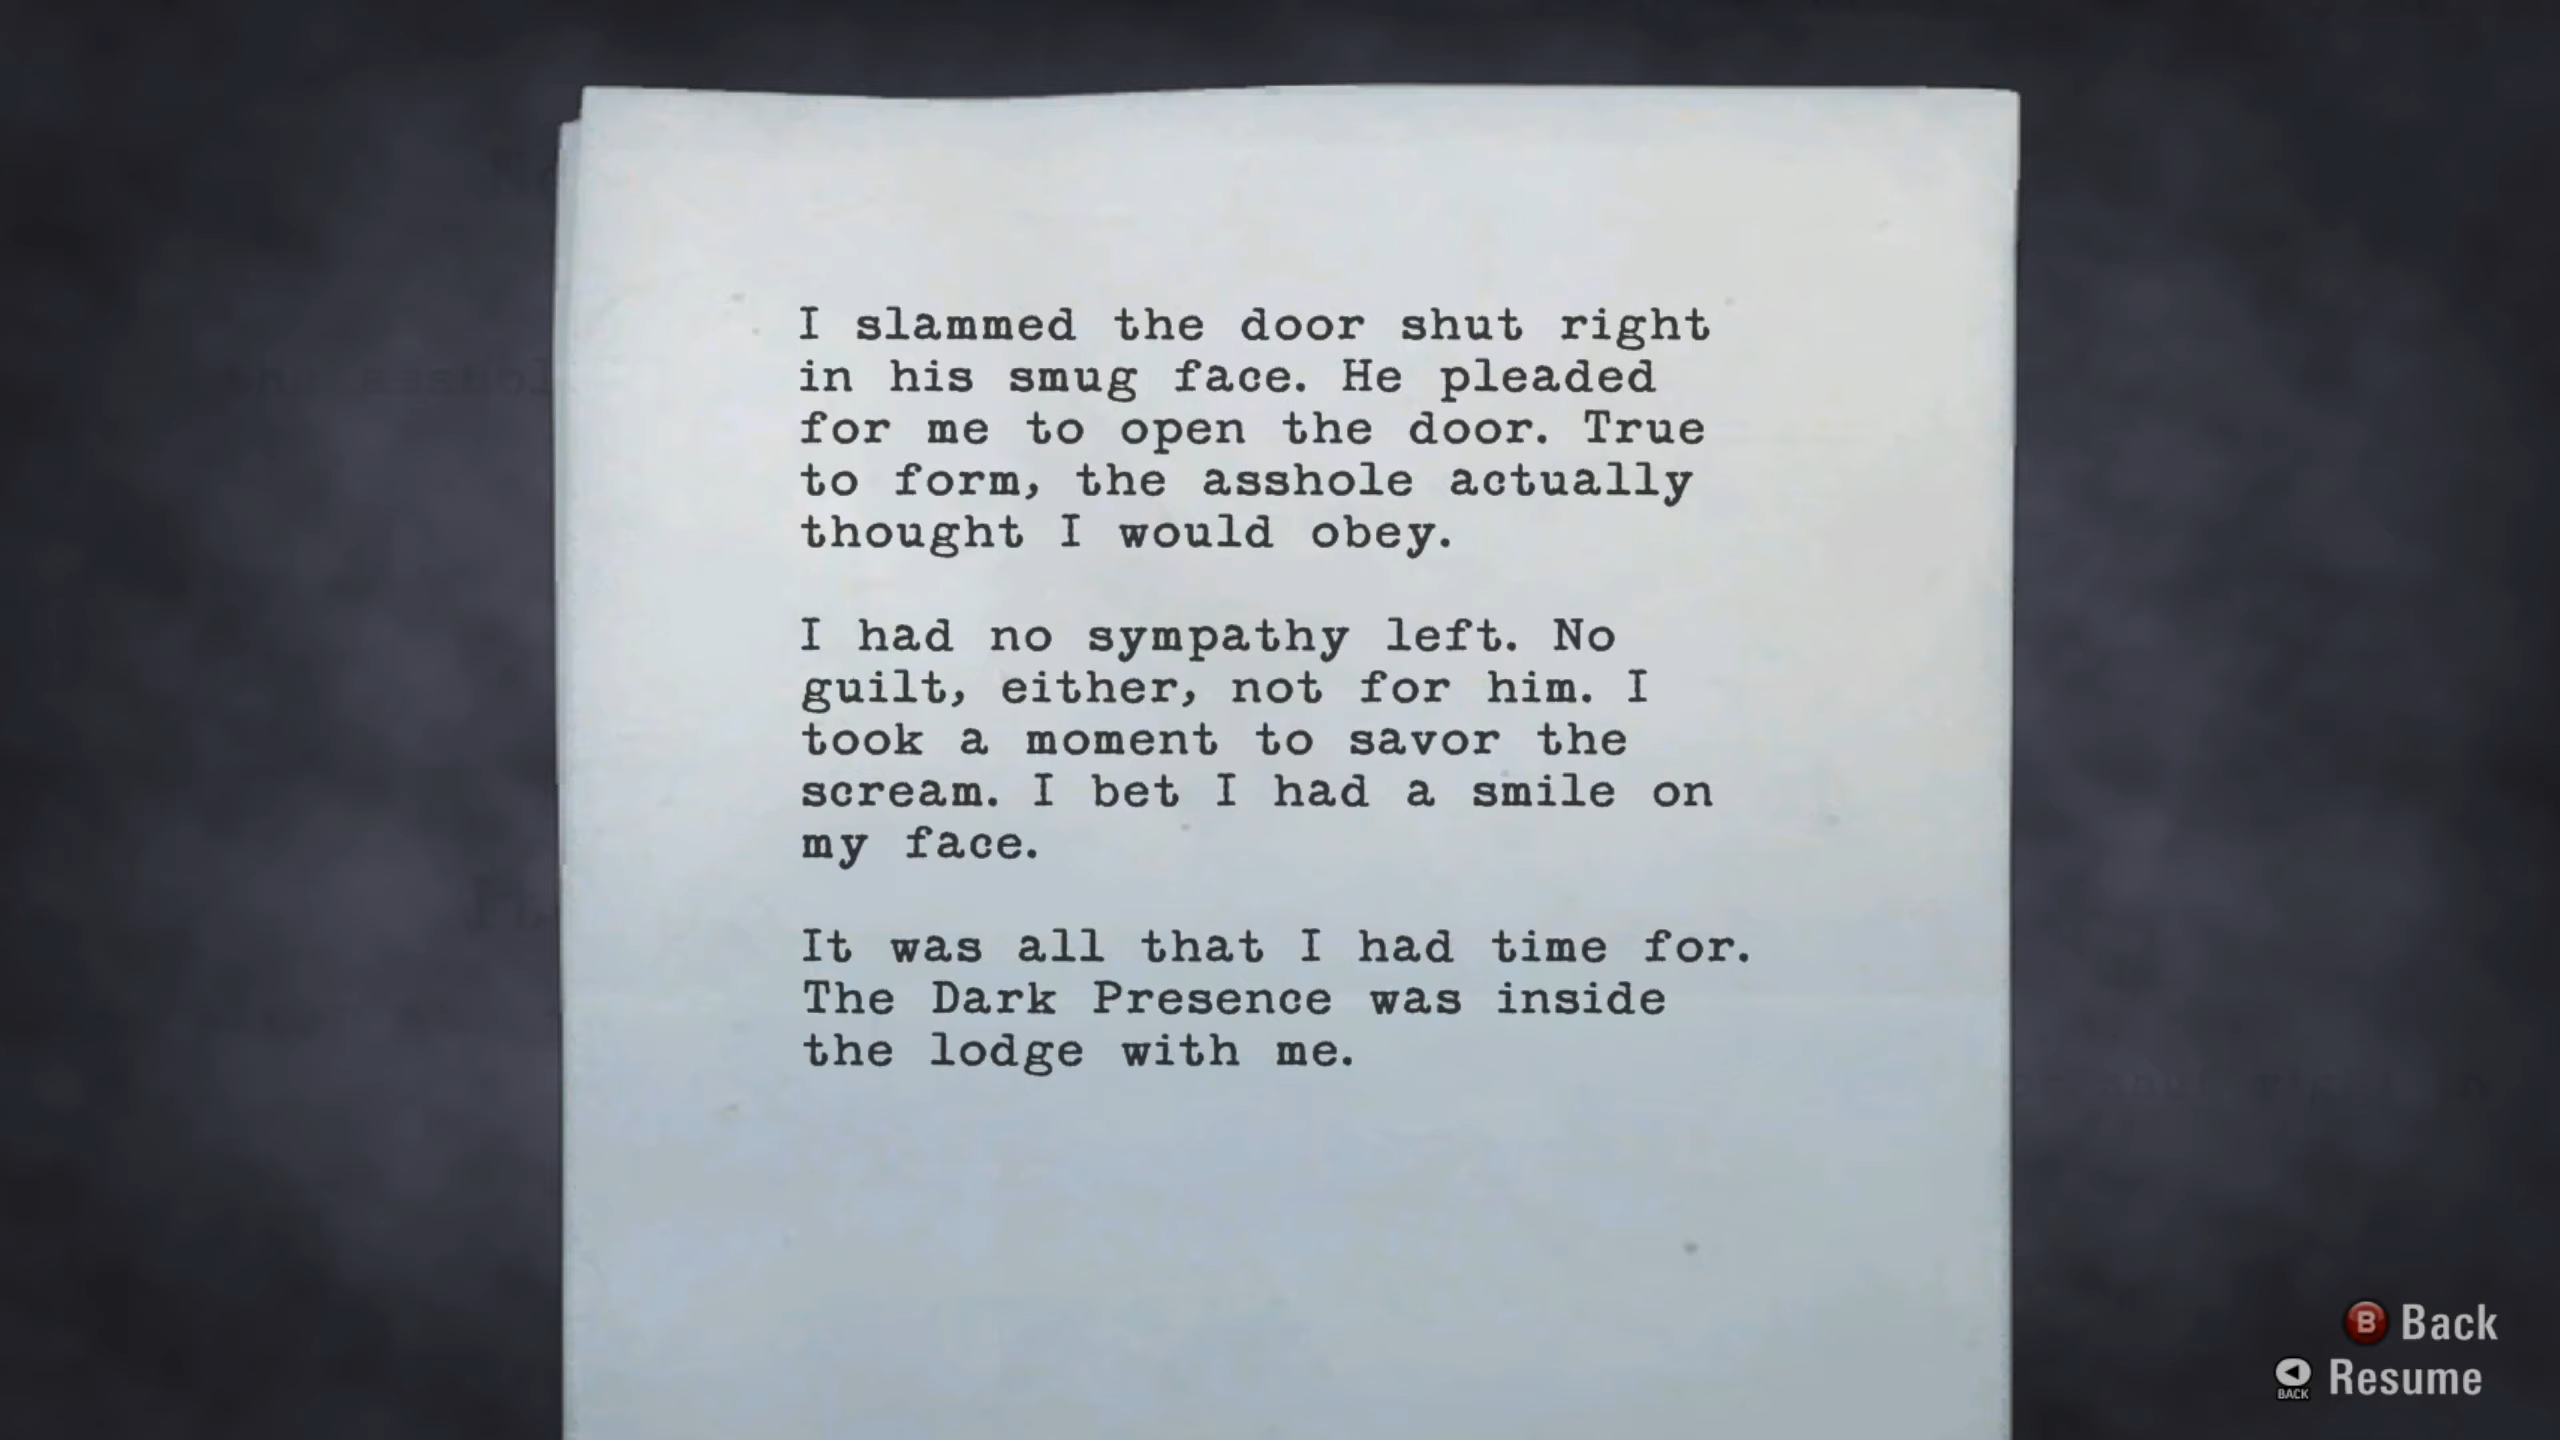 I slammed the door shut right
in his smug face. He pleaded
for me to open the door. True
to form, the asshole actually
thought I would obey.
I had no sympathy left. No
guilt, either, not for him. I
took a moment to savor the
scream. I bet I had a smile on
my face.
It was all that I had time for.
The Dark Presence was inside
the lodge with me.
B Back
BACK Resume